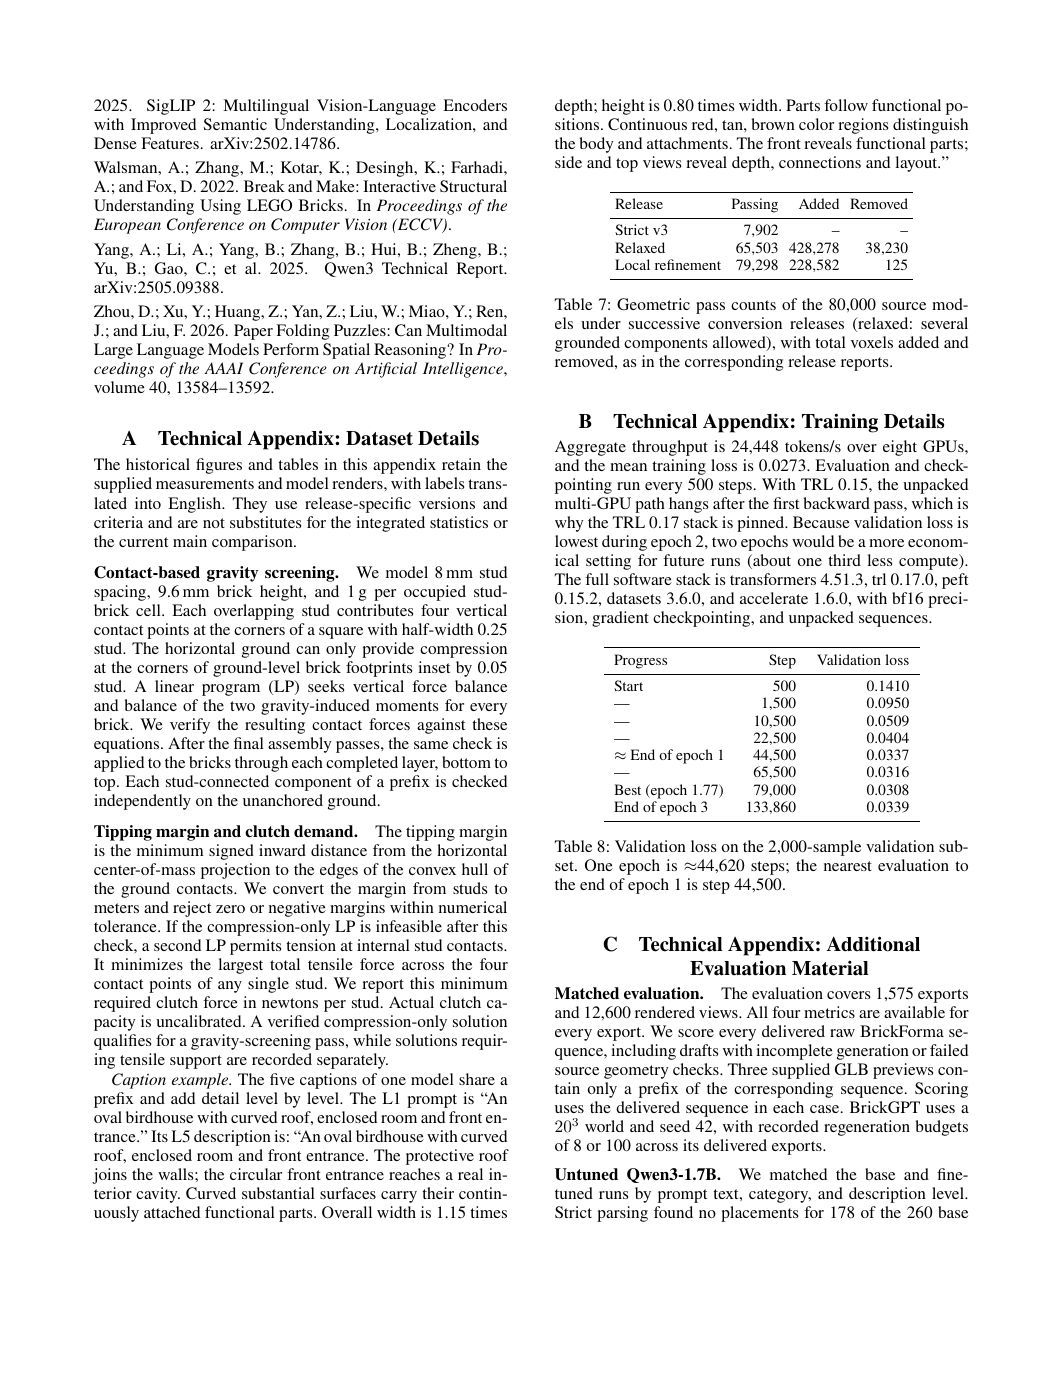 2025. SigLIP 2: Multilingual Vision-Language Encoders
with Improved Semantic Understanding, Localization, and
Dense Features. arXiv:2502.14786.
Walsman, A.; Zhang, M.; Kotar, K.; Desingh, K.; Farhadi,
A.; and Fox, D. 2022. Break and Make: Interactive Structural
Understanding Using LEGO Bricks. In Proceedings of the
European Conference on Computer Vision (ECCV).
Yang, A.; Li, A.; Yang, B.; Zhang, B.; Hui, B.; Zheng, B.;
Yu, B.; Gao, C.; et al. 2025. Qwen3 Technical Report.
arXiv:2505.09388.
Zhou, D.; Xu, Y.; Huang, Z.; Yan, Z.; Liu, W.; Miao, Y.; Ren,
J.; and Liu, F. 2026. Paper Folding Puzzles: Can Multimodal
Large Language Models Perform Spatial Reasoning? In Pro-
ceedings of the AAAI Conference on Artificial Intelligence,
volume 40, 13584–13592.
A Technical Appendix: Dataset Details
The historical figures and tables in this appendix retain the
supplied measurements and model renders, with labels trans-
lated into English. They use release-specific versions and
criteria and are not substitutes for the integrated statistics or
the current main comparison.
Contact-based gravity screening. We model 8 mm stud
spacing, 9.6 mm brick height, and 1 g per occupied stud-
brick cell. Each overlapping stud contributes four vertical
contact points at the corners of a square with half-width 0.25
stud. The horizontal ground can only provide compression
at the corners of ground-level brick footprints inset by 0.05
stud. A linear program (LP) seeks vertical force balance
and balance of the two gravity-induced moments for every
brick. We verify the resulting contact forces against these
equations. After the final assembly passes, the same check is
applied to the bricks through each completed layer, bottom to
top. Each stud-connected component of a prefix is checked
independently on the unanchored ground.
Tipping margin and clutch demand. The tipping margin
is the minimum signed inward distance from the horizontal
center-of-mass projection to the edges of the convex hull of
the ground contacts. We convert the margin from studs to
meters and reject zero or negative margins within numerical
tolerance. If the compression-only LP is infeasible after this
check, a second LP permits tension at internal stud contacts.
It minimizes the largest total tensile force across the four
contact points of any single stud. We report this minimum
required clutch force in newtons per stud. Actual clutch ca-
pacity is uncalibrated. A verified compression-only solution
qualifies for a gravity-screening pass, while solutions requir-
ing tensile support are recorded separately.
Caption example. The five captions of one model share a
prefix and add detail level by level. The L1 prompt is “An
oval birdhouse with curved roof, enclosed room and front en-
trance.” Its L5 description is: “An oval birdhouse with curved
roof, enclosed room and front entrance. The protective roof
joins the walls; the circular front entrance reaches a real in-
terior cavity. Curved substantial surfaces carry their contin-
uously attached functional parts. Overall width is 1.15 times
depth; height is 0.80 times width. Parts follow functional po-
sitions. Continuous red, tan, brown color regions distinguish
the body and attachments. The front reveals functional parts;
side and top views reveal depth, connections and layout.”
Release Passing Added Removed
Strict v3 7,902 – –
Relaxed 65,503 428,278 38,230
Local refinement 79,298 228,582 125
Table 7: Geometric pass counts of the 80,000 source mod-
els under successive conversion releases (relaxed: several
grounded components allowed), with total voxels added and
removed, as in the corresponding release reports.
B Technical Appendix: Training Details
Aggregate throughput is 24,448 tokens/s over eight GPUs,
and the mean training loss is 0.0273. Evaluation and check-
pointing run every 500 steps. With TRL 0.15, the unpacked
multi-GPU path hangs after the first backward pass, which is
why the TRL 0.17 stack is pinned. Because validation loss is
lowest during epoch 2, two epochs would be a more econom-
ical setting for future runs (about one third less compute).
The full software stack is transformers 4.51.3, trl 0.17.0, peft
0.15.2, datasets 3.6.0, and accelerate 1.6.0, with bf16 preci-
sion, gradient checkpointing, and unpacked sequences.
Progress Step Validation loss
Start 500 0.1410
— 1,500 0.0950
— 10,500 0.0509
— 22,500 0.0404
≈ End of epoch 1 44,500 0.0337
— 65,500 0.0316
Best (epoch 1.77) 79,000 0.0308
End of epoch 3 133,860 0.0339
Table 8: Validation loss on the 2,000-sample validation sub-
set. One epoch is ≈44,620 steps; the nearest evaluation to
the end of epoch 1 is step 44,500.
C Technical Appendix: Additional
Evaluation Material
Matched evaluation. The evaluation covers 1,575 exports
and 12,600 rendered views. All four metrics are available for
every export. We score every delivered raw BrickForma se-
quence, including drafts with incomplete generation or failed
source geometry checks. Three supplied GLB previews con-
tain only a prefix of the corresponding sequence. Scoring
uses the delivered sequence in each case. BrickGPT uses a
20³ world and seed 42, with recorded regeneration budgets
of 8 or 100 across its delivered exports.
Untuned Qwen3-1.7B. We matched the base and fine-
tuned runs by prompt text, category, and description level.
Strict parsing found no placements for 178 of the 260 base